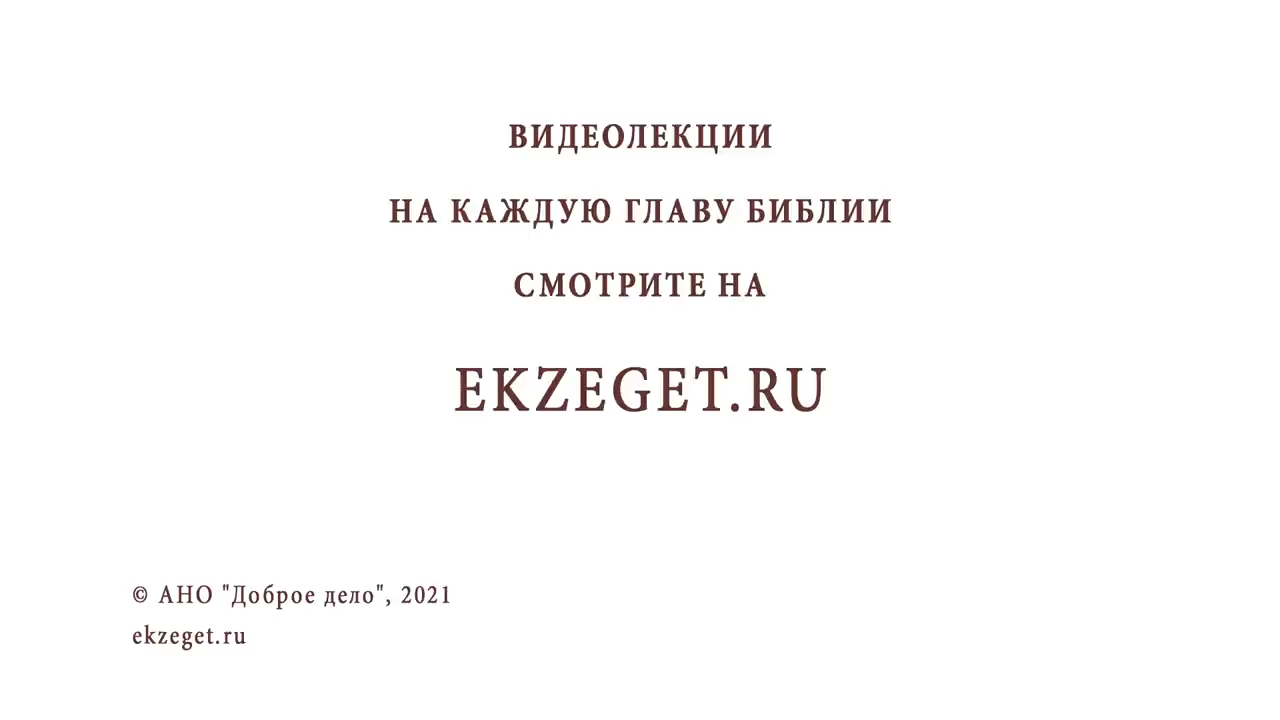 ВИДЕОЛЕКЦИИ
НА КАЖДУЮ ГЛАВУ БИБЛИИ
СМОТРИТЕ НА
EKZEGET.RU
© АНО "Доброе дело", 2021
ekzeget.ru